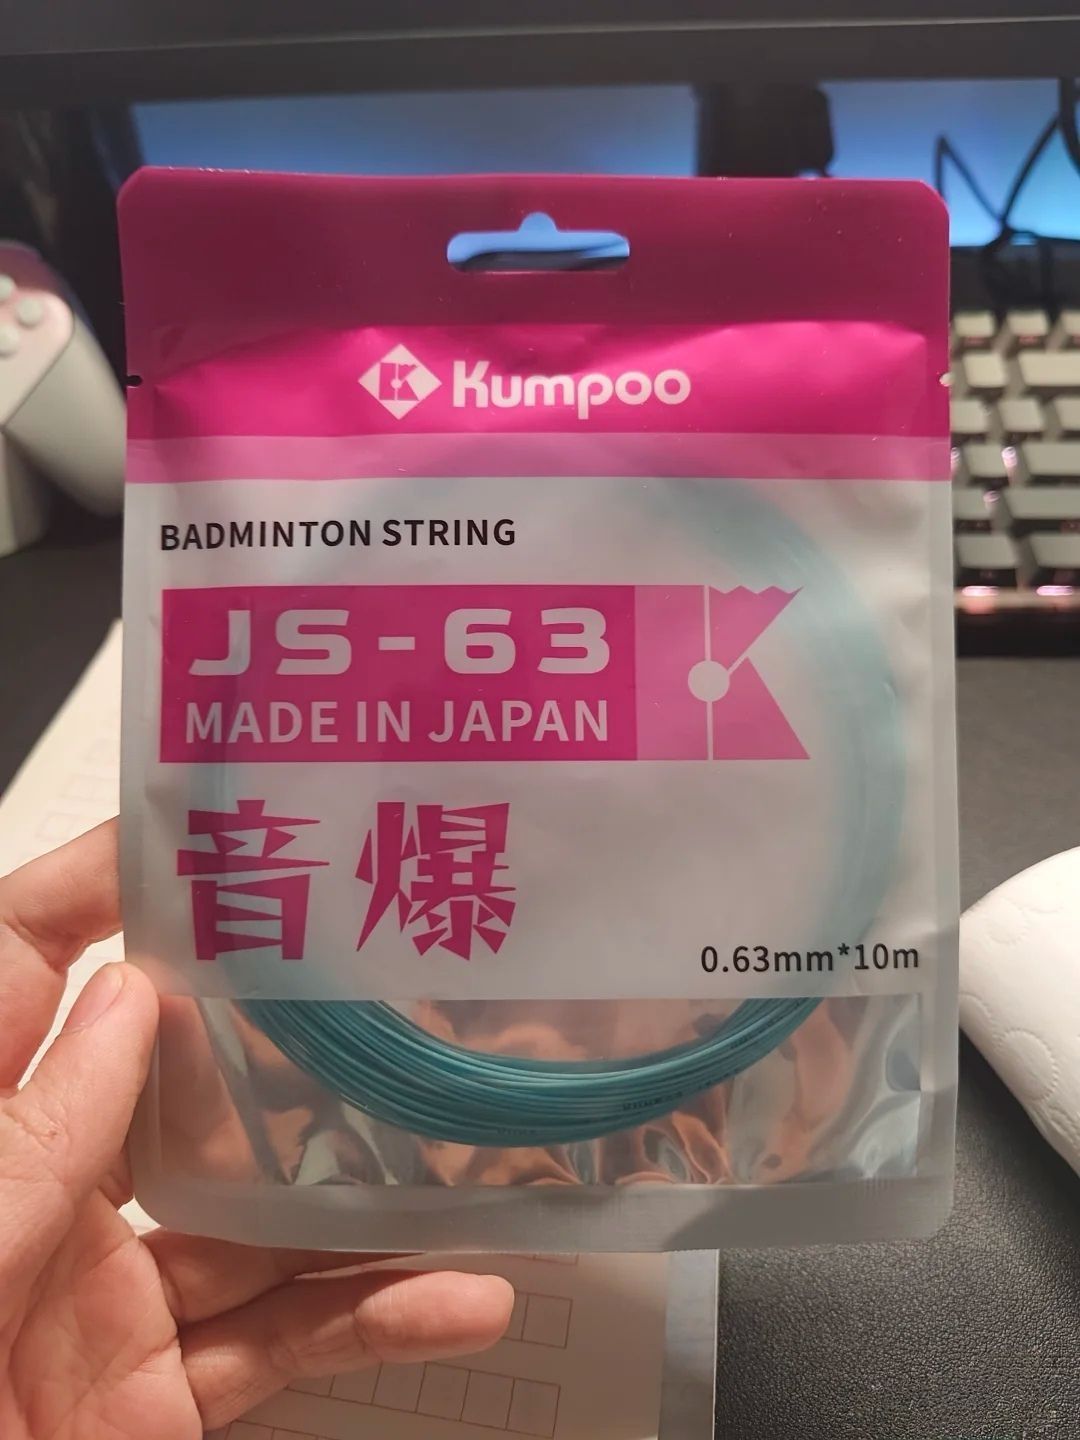 Kumpoo
BADMINTON STRING
JS-63
MADE IN JAPAN
音爆
0.63mm*10m